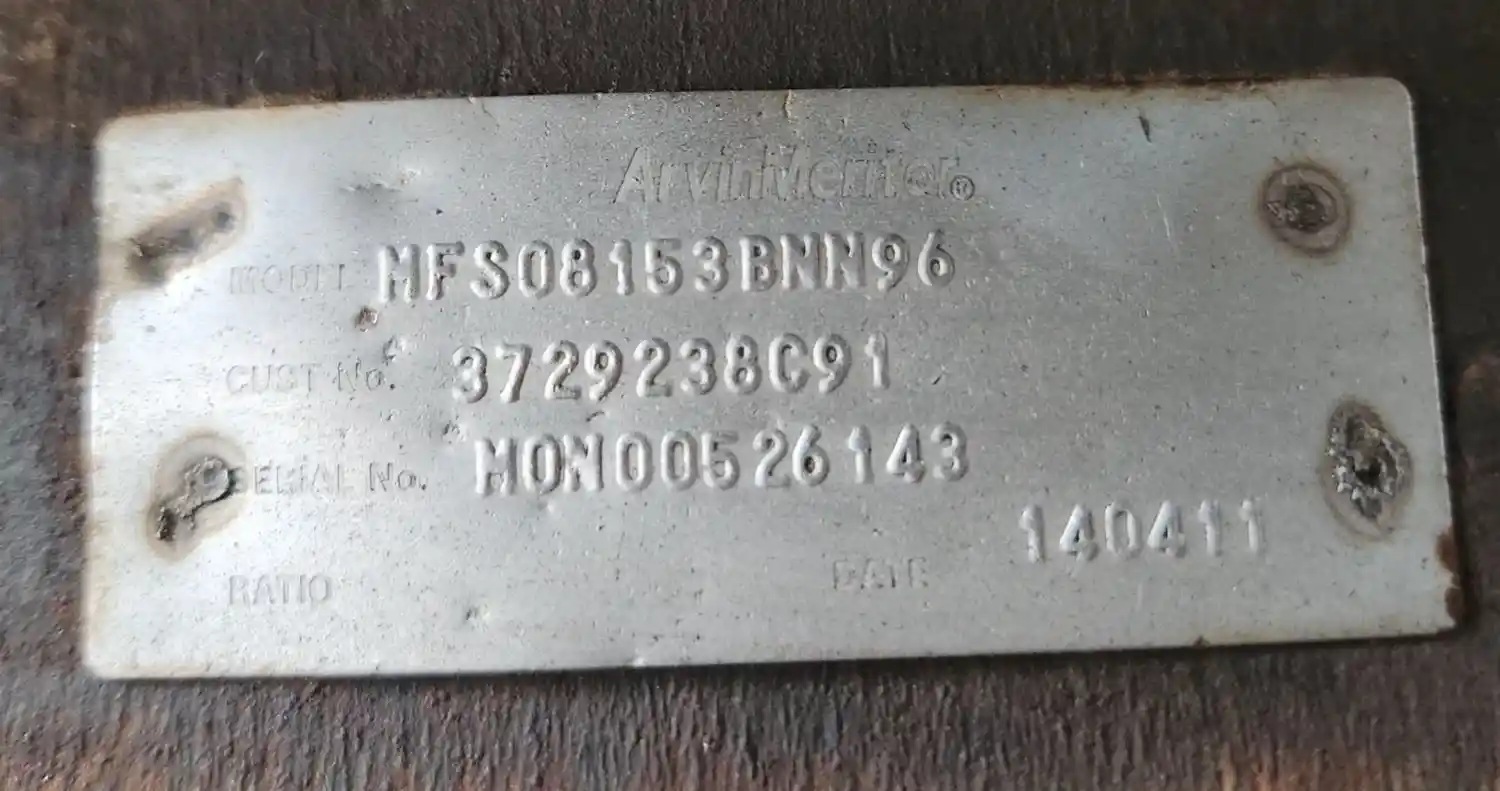 ArvinMeritor®
MODEL MFS08153BNN96
CUST No. 3729238C91
SERIAL No. MON00526143
140411
RATIO DATE